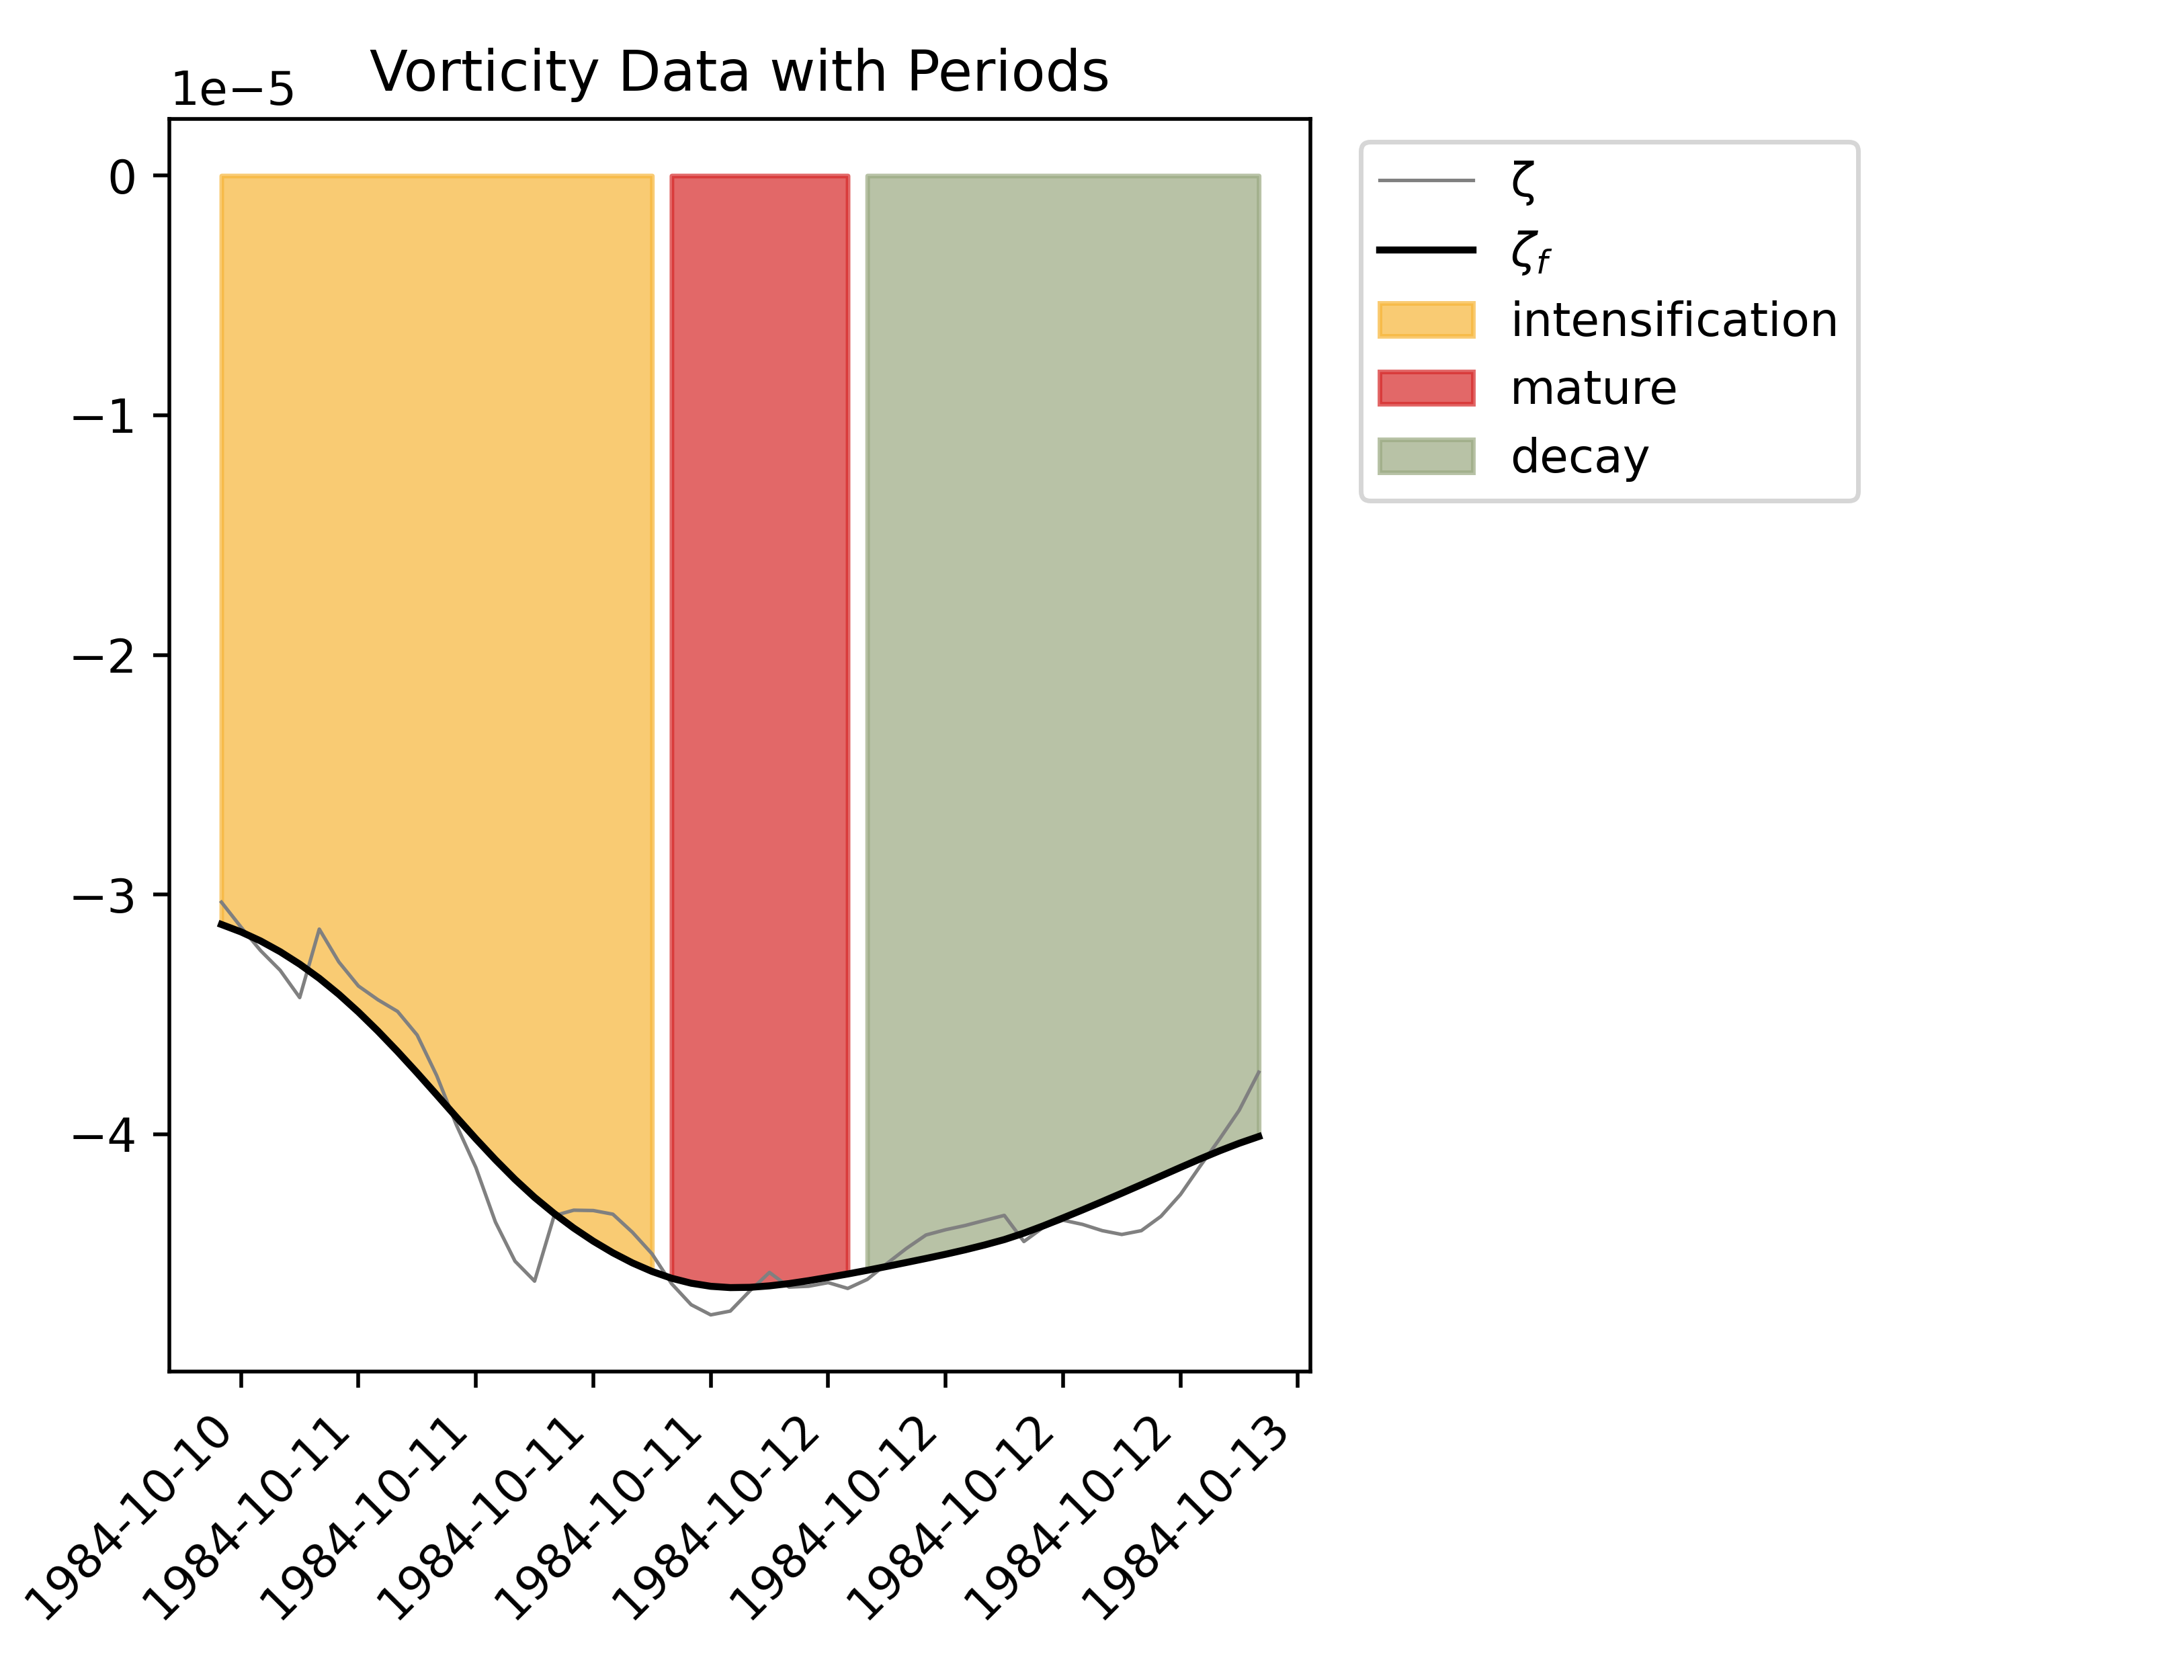 Vorticity Data with Periods
1e−5
0
−1
−2
−3
−4
1984-10-10
1984-10-11
1984-10-11
1984-10-11
1984-10-11
1984-10-12
1984-10-12
1984-10-12
1984-10-12
1984-10-13
ζ
ζf
intensification
mature
decay